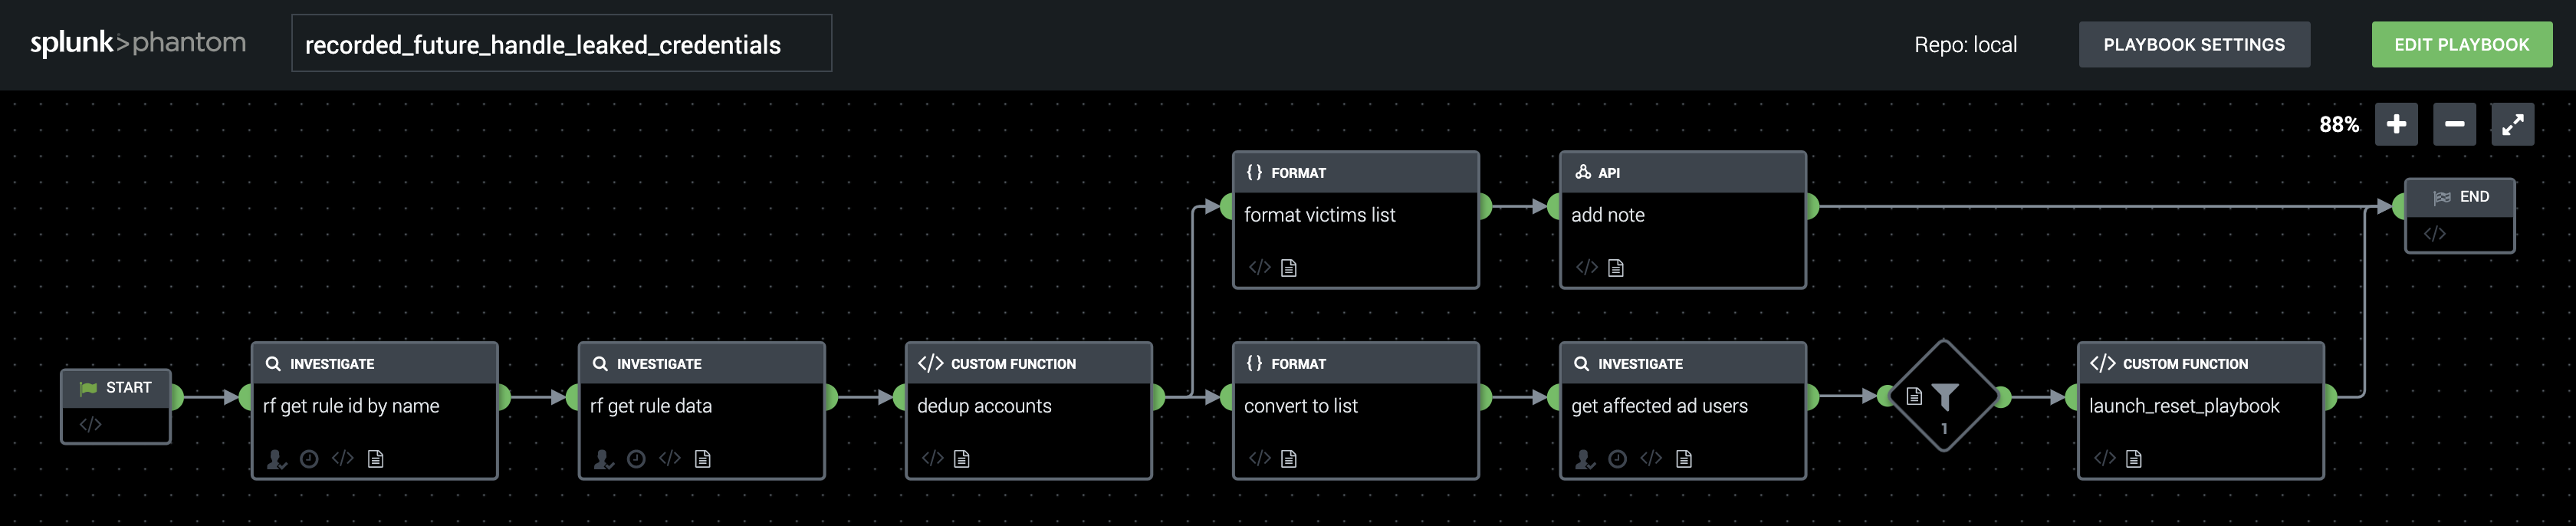 splunk>phantom
recorded_future_handle_leaked_credentials
Repo: local
PLAYBOOK SETTINGS
EDIT PLAYBOOK
88%
{} FORMAT
format victims list
</>
API
add note
</>
END
</>
START
</>
INVESTIGATE
rf get rule id by name
</>
INVESTIGATE
rf get rule data
</>
</> CUSTOM FUNCTION
dedup accounts
</>
{} FORMAT
convert to list
</>
INVESTIGATE
get affected ad users
</>
1
</> CUSTOM FUNCTION
launch_reset_playbook
</>